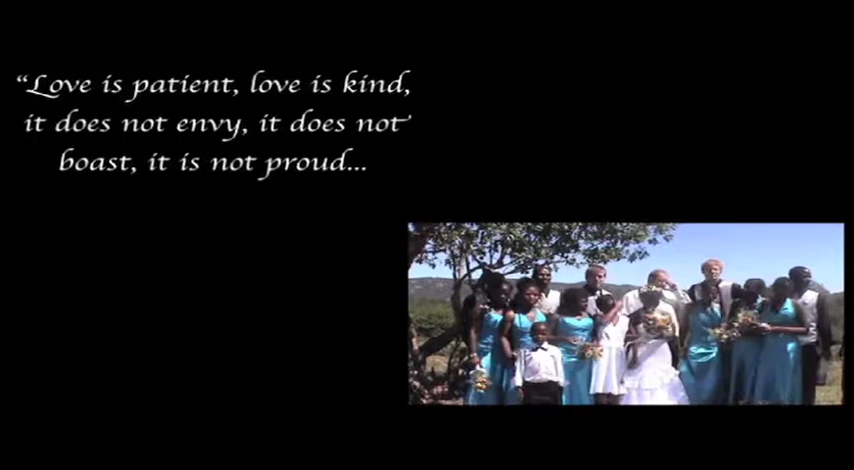 “Love is patient, love is kind,
it does not envy, it does not
boast, it is not proud...